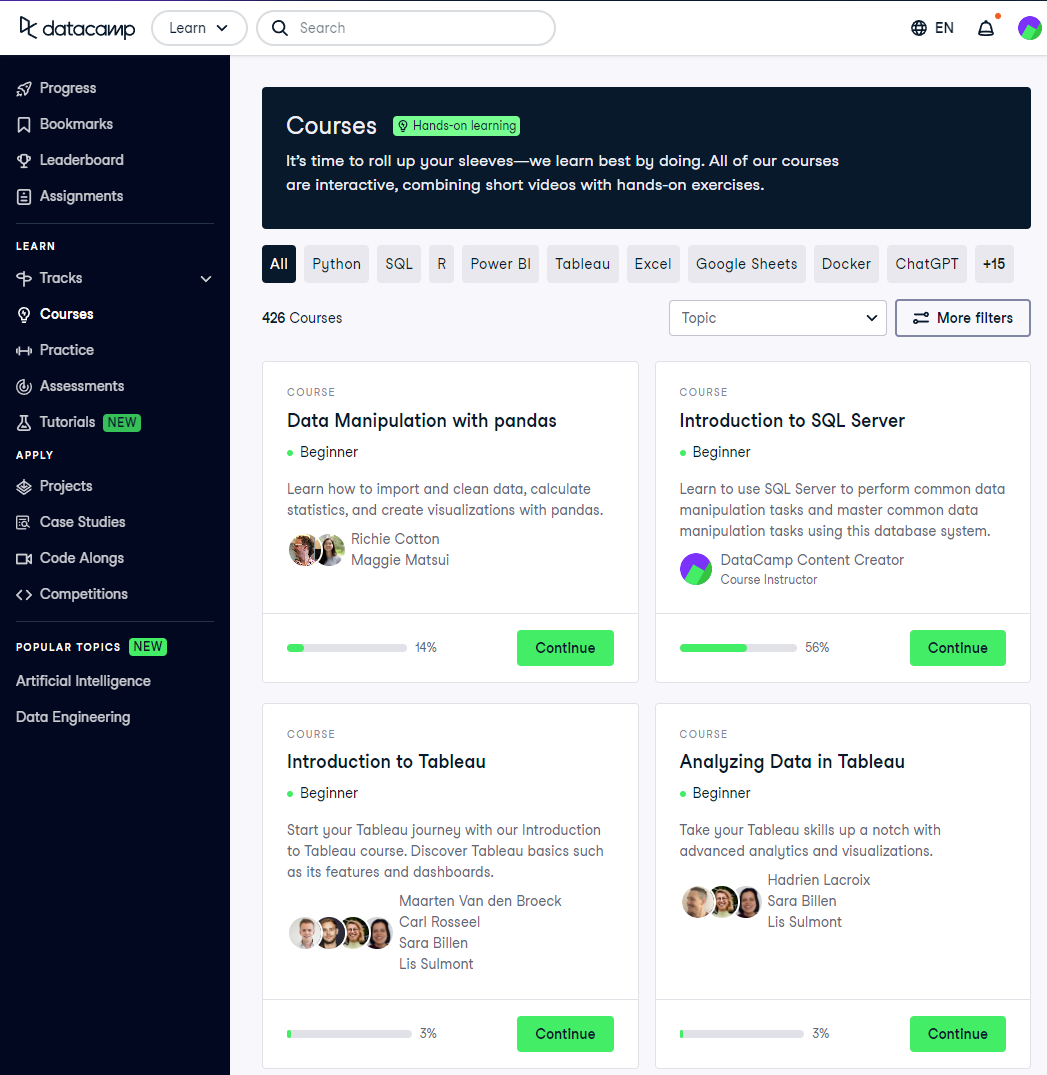 datacamp
Learn
Search
EN
Progress
Bookmarks
Leaderboard
Assignments
LEARN
Tracks
Courses
Practice
Assessments
Tutorials NEW
APPLY
Projects
Case Studies
Code Alongs
Competitions
POPULAR TOPICS NEW
Artificial Intelligence
Data Engineering
Courses Hands-on learning
It's time to roll up your sleeves—we learn best by doing. All of our courses
are interactive, combining short videos with hands-on exercises.
All Python SQL R Power BI Tableau Excel Google Sheets Docker ChatGPT +15
426 Courses
Topic
More filters
COURSE
Data Manipulation with pandas
Beginner
Learn how to import and clean data, calculate
statistics, and create visualizations with pandas.
Richie Cotton
Maggie Matsui
14%
Continue
COURSE
Introduction to SQL Server
Beginner
Learn to use SQL Server to perform common data
manipulation tasks and master common data
manipulation tasks using this database system.
DataCamp Content Creator
Course Instructor
56%
Continue
COURSE
Introduction to Tableau
Beginner
Start your Tableau journey with our Introduction
to Tableau course. Discover Tableau basics such
as its features and dashboards.
Maarten Van den Broeck
Carl Rosseel
Sara Billen
Lis Sulmont
3%
Continue
COURSE
Analyzing Data in Tableau
Beginner
Take your Tableau skills up a notch with
advanced analytics and visualizations.
Hadrien Lacroix
Sara Billen
Lis Sulmont
3%
Continue